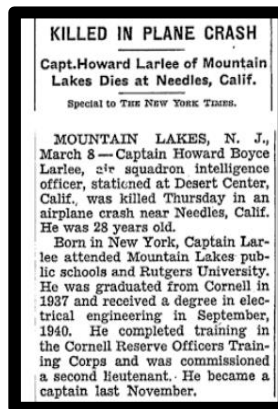 KILLED IN PLANE CRASH
Capt.Howard Larlee of Mountain
Lakes Dies at Needles, Calif.
Special to THE NEW YORK TIMES.
MOUNTAIN LAKES, N. J.,
March 8—Captain Howard Boyce
Larlee, air squadron intelligence
officer, stationed at Desert Center,
Calif., was killed Thursday in an
airplane crash near Needles, Calif.
He was 28 years old.
Born in New York, Captain Lar-
lee attended Mountain Lakes pub-
lic schools and Rutgers University.
He was graduated from Cornell in
1937 and received a degree in elec-
trical engineering in September,
1940. He completed training in
the Cornell Reserve Officers Train-
ing Corps and was commissioned
a second lieutenant. He became a
captain last November.